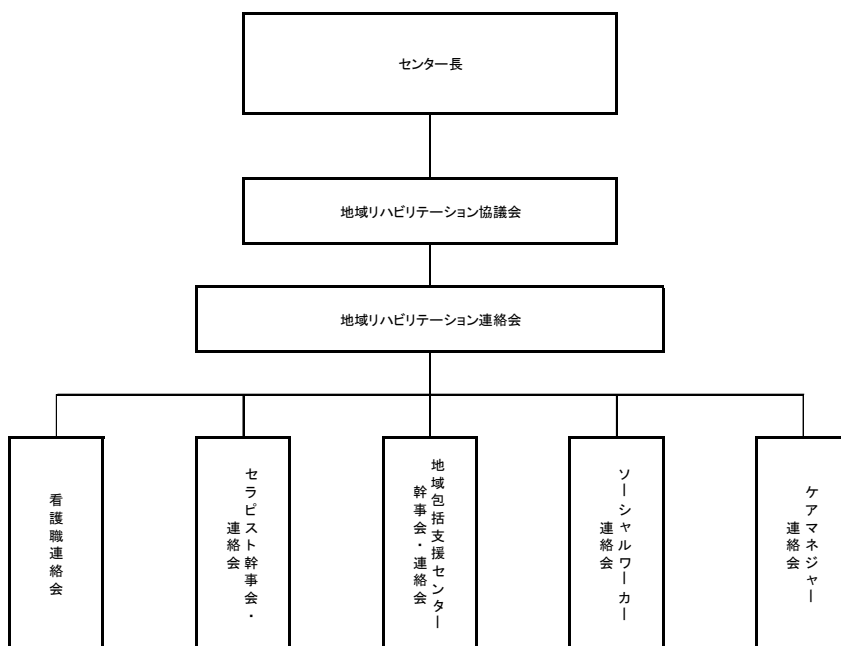 センター長
地域リハビリテーション協議会
地域リハビリテーション連絡会
看護職連絡会
セラピスト幹事会・
連絡会
地域包括支援センター
幹事会・連絡会
ソーシャルワーカー
連絡会
ケアマネジャー
連絡会